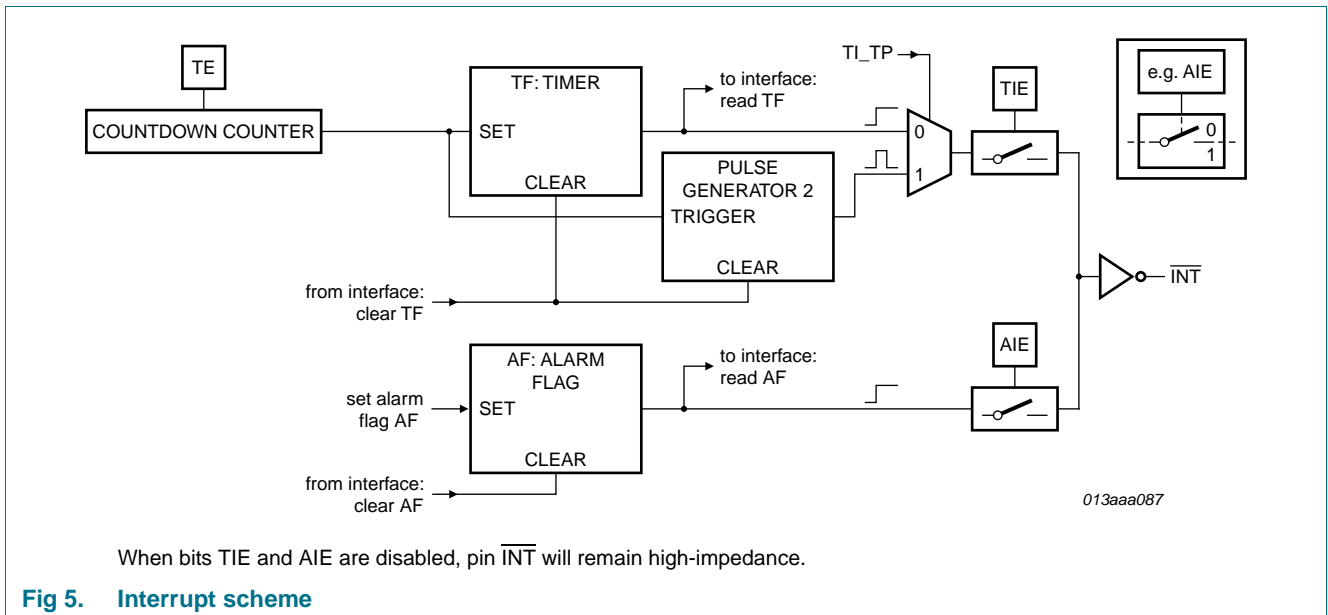 TE
COUNTDOWN COUNTER
TF: TIMER
SET
CLEAR
to interface:
read TF
TI_TP
0
1
TIE
e.g. AIE
0
1
PULSE
GENERATOR 2
TRIGGER
CLEAR
from interface:
clear TF
I̅N̅T̅
AF: ALARM
FLAG
SET
CLEAR
set alarm
flag AF
to interface:
read AF
AIE
from interface:
clear AF
013aaa087
When bits TIE and AIE are disabled, pin I̅N̅T̅ will remain high-impedance.
Fig 5. Interrupt scheme